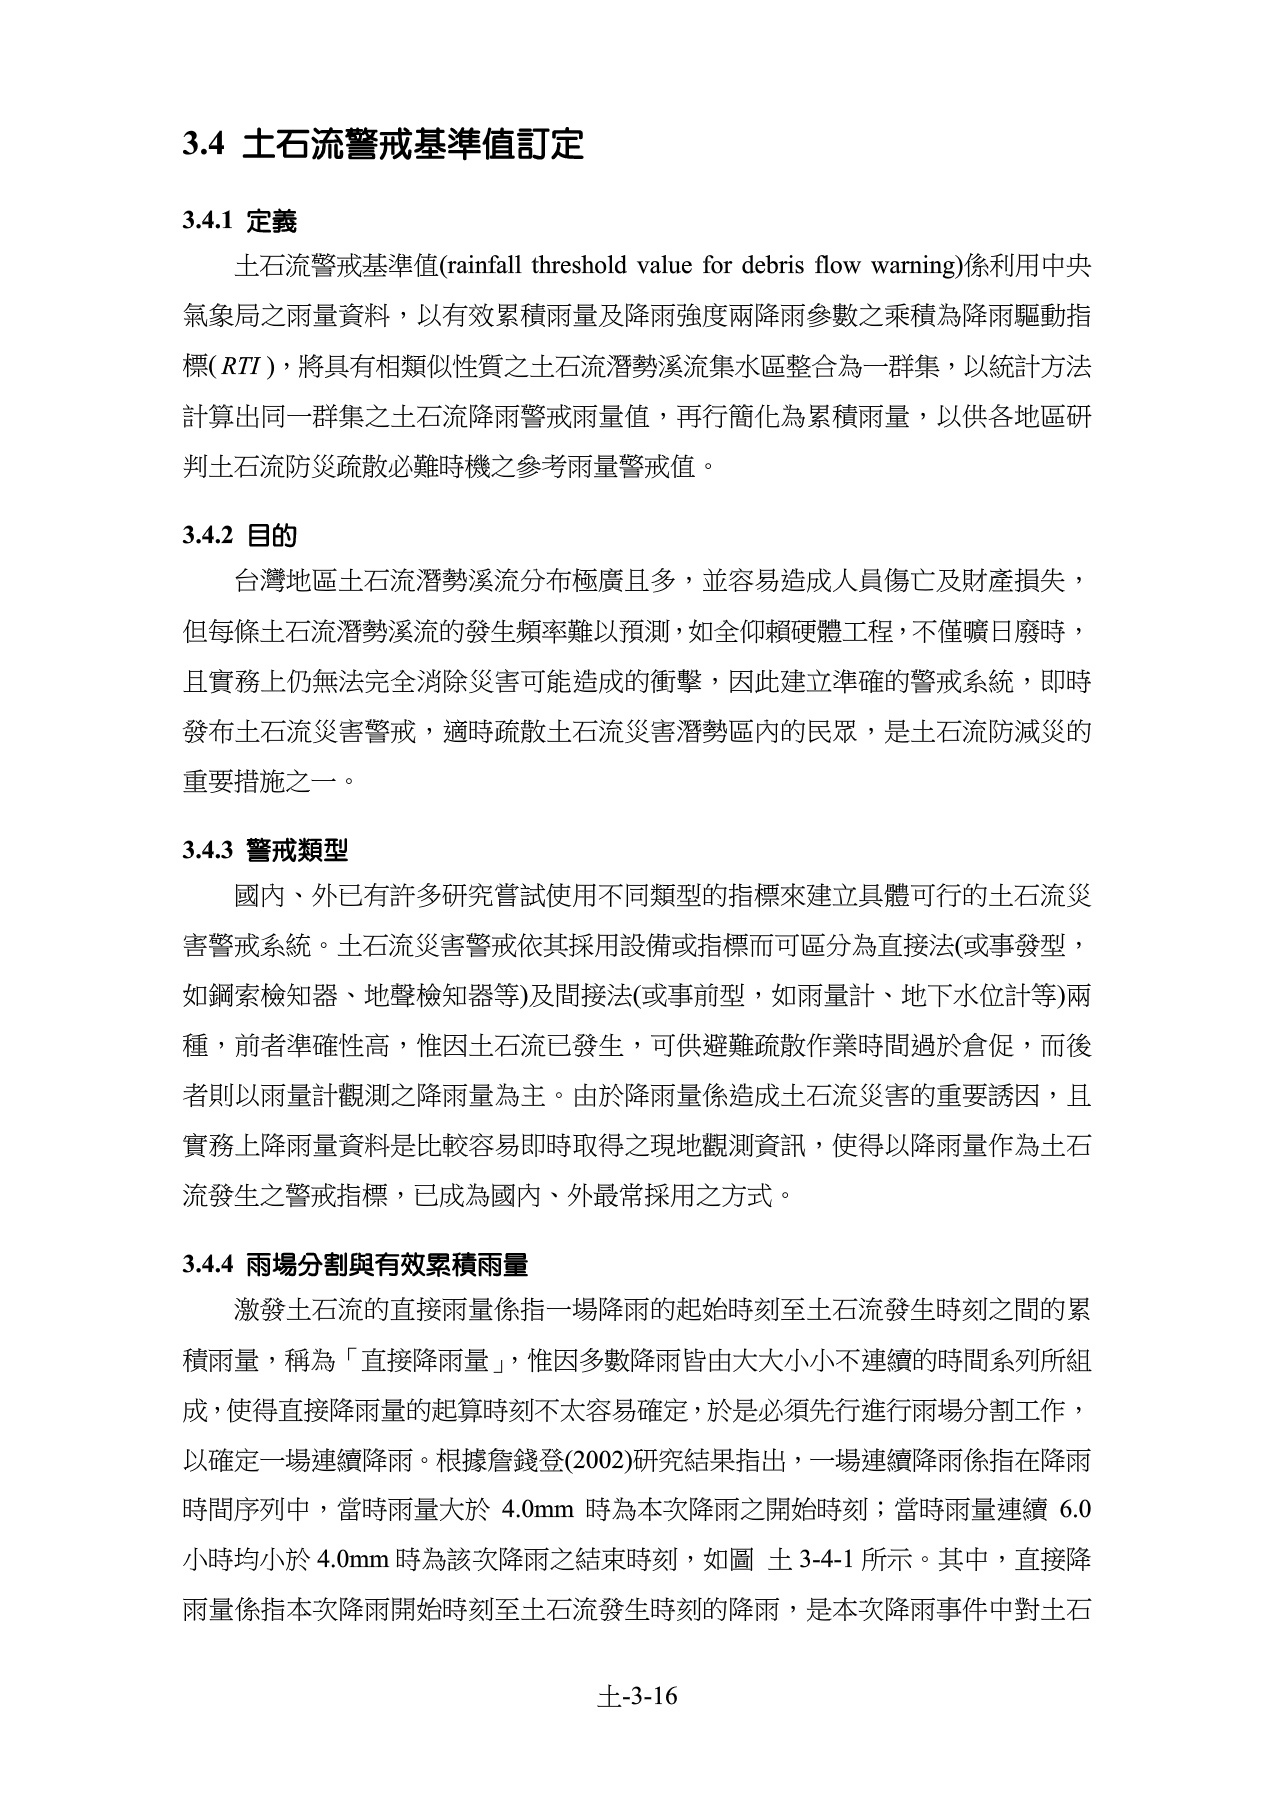 3.4 土石流警戒基準值訂定
3.4.1 定義
土石流警戒基準值(rainfall threshold value for debris flow warning)係利用中央
氣象局之雨量資料，以有效累積雨量及降雨強度兩降雨參數之乘積為降雨驅動指
標( RTI )，將具有相類似性質之土石流潛勢溪流集水區整合為一群集，以統計方法
計算出同一群集之土石流降雨警戒雨量值，再行簡化為累積雨量，以供各地區研
判土石流防災疏散必難時機之參考雨量警戒值。
3.4.2 目的
台灣地區土石流潛勢溪流分布極廣且多，並容易造成人員傷亡及財產損失，
但每條土石流潛勢溪流的發生頻率難以預測，如全仰賴硬體工程，不僅曠日廢時，
且實務上仍無法完全消除災害可能造成的衝擊，因此建立準確的警戒系統，即時
發布土石流災害警戒，適時疏散土石流災害潛勢區內的民眾，是土石流防減災的
重要措施之一。
3.4.3 警戒類型
國內、外已有許多研究嘗試使用不同類型的指標來建立具體可行的土石流災
害警戒系統。土石流災害警戒依其採用設備或指標而可區分為直接法(或事發型，
如鋼索檢知器、地聲檢知器等)及間接法(或事前型，如雨量計、地下水位計等)兩
種，前者準確性高，惟因土石流已發生，可供避難疏散作業時間過於倉促，而後
者則以雨量計觀測之降雨量為主。由於降雨量係造成土石流災害的重要誘因，且
實務上降雨量資料是比較容易即時取得之現地觀測資訊，使得以降雨量作為土石
流發生之警戒指標，已成為國內、外最常採用之方式。
3.4.4 雨場分割與有效累積雨量
激發土石流的直接雨量係指一場降雨的起始時刻至土石流發生時刻之間的累
積雨量，稱為「直接降雨量」，惟因多數降雨皆由大大小小不連續的時間系列所組
成，使得直接降雨量的起算時刻不太容易確定，於是必須先行進行雨場分割工作，
以確定一場連續降雨。根據詹錢登(2002)研究結果指出，一場連續降雨係指在降雨
時間序列中，當時雨量大於 4.0mm 時為本次降雨之開始時刻；當時雨量連續 6.0
小時均小於 4.0mm 時為該次降雨之結束時刻，如圖 土 3-4-1 所示。其中，直接降
雨量係指本次降雨開始時刻至土石流發生時刻的降雨，是本次降雨事件中對土石
土-3-16